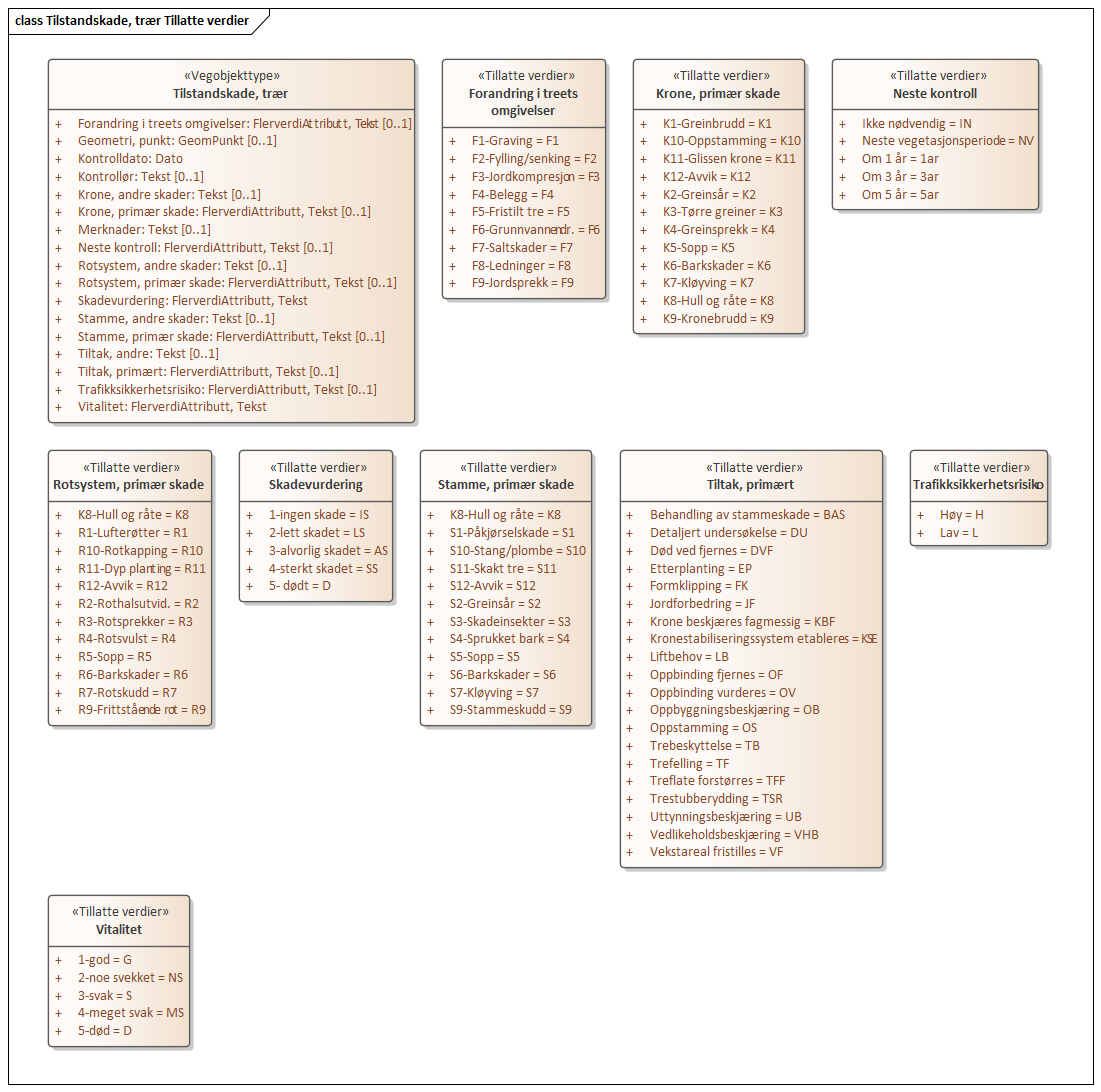 class Tilstandskade, trær Tillatte verdier
«Vegobjekttype»
Tilstandskade, trær
+ Forandring i treets omgivelser: FlerverdiAttributt, Tekst [0..1]
+ Geometri, punkt: GeomPunkt [0..1]
+ Kontrolldato: Dato
+ Kontrollør: Tekst [0..1]
+ Krone, andre skader: Tekst [0..1]
+ Krone, primær skade: FlerverdiAttributt, Tekst [0..1]
+ Merknader: Tekst [0..1]
+ Neste kontroll: FlerverdiAttributt, Tekst [0..1]
+ Rotsystem, andre skader: Tekst [0..1]
+ Rotsystem, primær skade: FlerverdiAttributt, Tekst [0..1]
+ Skadevurdering: FlerverdiAttributt, Tekst
+ Stamme, andre skader: Tekst [0..1]
+ Stamme, primær skade: FlerverdiAttributt, Tekst [0..1]
+ Tiltak, andre: Tekst [0..1]
+ Tiltak, primært: FlerverdiAttributt, Tekst [0..1]
+ Trafikksikkerhetsrisiko: FlerverdiAttributt, Tekst [0..1]
+ Vitalitet: FlerverdiAttributt, Tekst
«Tillatte verdier»
Forandring i treets
omgivelser
+ F1-Graving = F1
+ F2-Fylling/senking = F2
+ F3-Jordkompresjon = F3
+ F4-Belegg = F4
+ F5-Fristilt tre = F5
+ F6-Grunnvannendr. = F6
+ F7-Saltskader = F7
+ F8-Ledninger = F8
+ F9-Jordsprekk = F9
«Tillatte verdier»
Krone, primær skade
+ K1-Greinbrudd = K1
+ K10-Oppstamming = K10
+ K11-Glissen krone = K11
+ K12-Avvik = K12
+ K2-Greinsår = K2
+ K3-Tørre greiner = K3
+ K4-Greinsprekk = K4
+ K5-Sopp = K5
+ K6-Barkskader = K6
+ K7-Kløyving = K7
+ K8-Hull og råte = K8
+ K9-Kronebrudd = K9
«Tillatte verdier»
Neste kontroll
+ Ikke nødvendig = IN
+ Neste vegetasjonsperiode = NV
+ Om 1 år = 1ar
+ Om 3 år = 3ar
+ Om 5 år = 5ar
«Tillatte verdier»
Rotsystem, primær skade
+ K8-Hull og råte = K8
+ R1-Lufterøtter = R1
+ R10-Rotkapping = R10
+ R11-Dyp planting = R11
+ R12-Avvik = R12
+ R2-Rothalsutvid. = R2
+ R3-Rotsprekker = R3
+ R4-Rotsvulst = R4
+ R5-Sopp = R5
+ R6-Barkskader = R6
+ R7-Rotskudd = R7
+ R9-Frittstående rot = R9
«Tillatte verdier»
Skadevurdering
+ 1-ingen skade = IS
+ 2-lett skadet = LS
+ 3-alvorlig skadet = AS
+ 4-sterkt skadet = SS
+ 5- dødt = D
«Tillatte verdier»
Stamme, primær skade
+ K8-Hull og råte = K8
+ S1-Påkjørselskade = S1
+ S10-Stang/plombe = S10
+ S11-Skakt tre = S11
+ S12-Avvik = S12
+ S2-Greinsår = S2
+ S3-Skadeinsekter = S3
+ S4-Sprukket bark = S4
+ S5-Sopp = S5
+ S6-Barkskader = S6
+ S7-Kløyving = S7
+ S9-Stammeskudd = S9
«Tillatte verdier»
Tiltak, primært
+ Behandling av stammeskade = BAS
+ Detaljert undersøkelse = DU
+ Død ved fjernes = DVF
+ Etterplanting = EP
+ Formklipping = FK
+ Jordforbedring = JF
+ Krone beskjæres fagmessig = KBF
+ Kronestabiliseringssystem etableres = KSE
+ Liftbehov = LB
+ Oppbinding fjernes = OF
+ Oppbinding vurderes = OV
+ Oppbyggningsbeskjæring = OB
+ Oppstamming = OS
+ Trebeskyttelse = TB
+ Trefelling = TF
+ Treflate forstørres = TFF
+ Trestubberydding = TSR
+ Uttynningsbeskjæring = UB
+ Vedlikeholdsbeskjæring = VHB
+ Vekstareal fristilles = VF
«Tillatte verdier»
Trafikksikkerhetsrisiko
+ Høy = H
+ Lav = L
«Tillatte verdier»
Vitalitet
+ 1-god = G
+ 2-noe svekket = NS
+ 3-svak = S
+ 4-meget svak = MS
+ 5-død = D